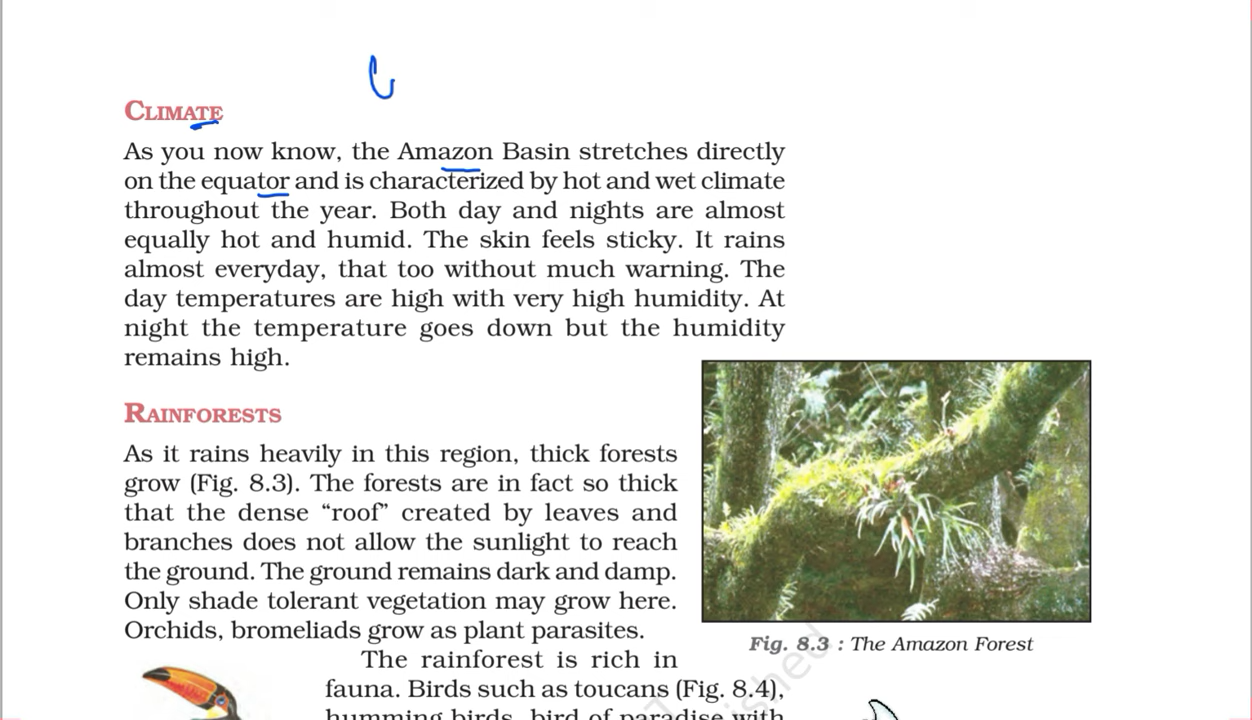 CLIMATE
As you now know, the Amazon Basin stretches directly
on the equator and is characterized by hot and wet climate
throughout the year. Both day and nights are almost
equally hot and humid. The skin feels sticky. It rains
almost everyday, that too without much warning. The
day temperatures are high with very high humidity. At
night the temperature goes down but the humidity
remains high.
RAINFORESTS
As it rains heavily in this region, thick forests
grow (Fig. 8.3). The forests are in fact so thick
that the dense “roof” created by leaves and
branches does not allow the sunlight to reach
the ground. The ground remains dark and damp.
Only shade tolerant vegetation may grow here.
Orchids, bromeliads grow as plant parasites.
Fig. 8.3 : The Amazon Forest
The rainforest is rich in
fauna. Birds such as toucans (Fig. 8.4),
humming birds, bird of paradise with